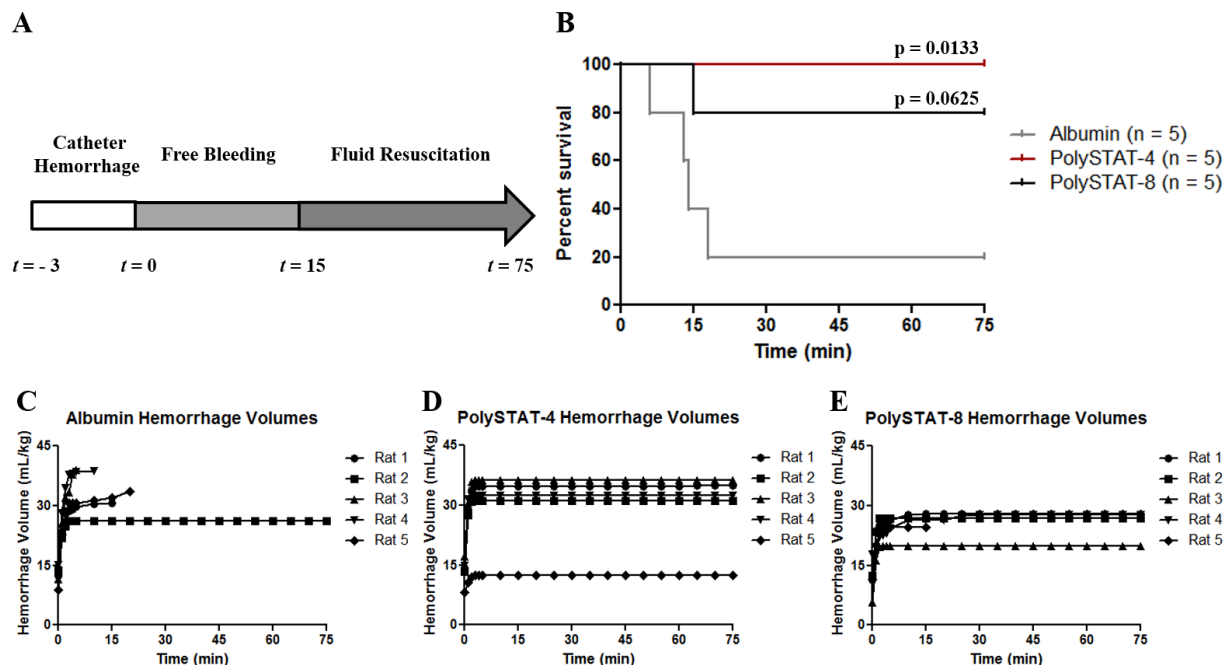 A
Catheter
Hemorrhage
Free Bleeding
Fluid Resuscitation
t = - 3
t = 0
t = 15
t = 75
B
p = 0.0133
p = 0.0625
Percent survival
100
80
60
40
20
0
0 15 30 45 60 75
Time (min)
Albumin (n = 5)
PolySTAT-4 (n = 5)
PolySTAT-8 (n = 5)
C
Albumin Hemorrhage Volumes
Hemorrhage Volume (mL/kg)
45
30
15
0
0 15 30 45 60 75
Time (min)
Rat 1
Rat 2
Rat 3
Rat 4
Rat 5
D
PolySTAT-4 Hemorrhage Volumes
Hemorrhage Volume (mL/kg)
45
30
15
0
0 15 30 45 60 75
Time (min)
Rat 1
Rat 2
Rat 3
Rat 4
Rat 5
E
PolySTAT-8 Hemorrhage Volumes
Hemorrhage Volume (mL/kg)
45
30
15
0
0 15 30 45 60 75
Time (min)
Rat 1
Rat 2
Rat 3
Rat 4
Rat 5